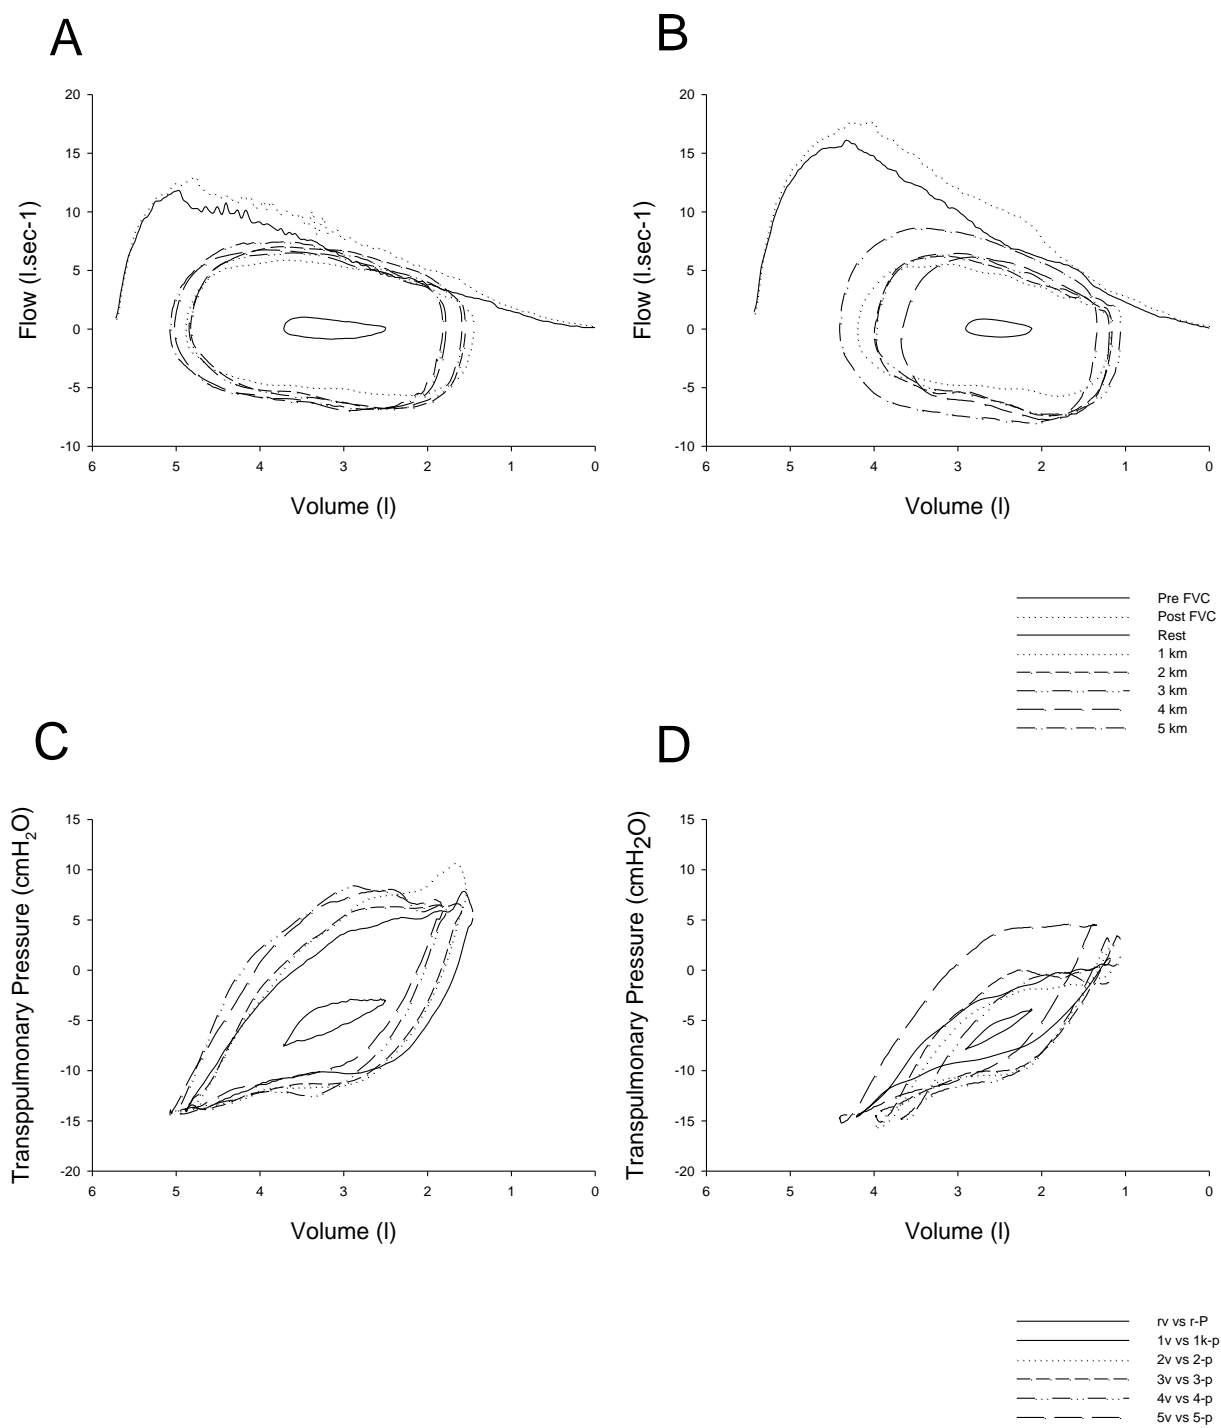 A
B
20
15
10
5
0
-5
-10
Flow (l.sec-1)
6 5 4 3 2 1 0
Volume (l)
20
15
10
5
0
-5
-10
Flow (l.sec-1)
6 5 4 3 2 1 0
Volume (l)
Pre FVC
Post FVC
Rest
1 km
2 km
3 km
4 km
5 km
C
D
15
10
5
0
-5
-10
-15
-20
Transppulmonary Pressure (cmH2O)
6 5 4 3 2 1 0
Volume (l)
15
10
5
0
-5
-10
-15
-20
Transpulmonary Pressure (cmH2O)
6 5 4 3 2 1 0
Volume (l)
rv vs r-P
1v vs 1k-p
2v vs 2-p
3v vs 3-p
4v vs 4-p
5v vs 5-p